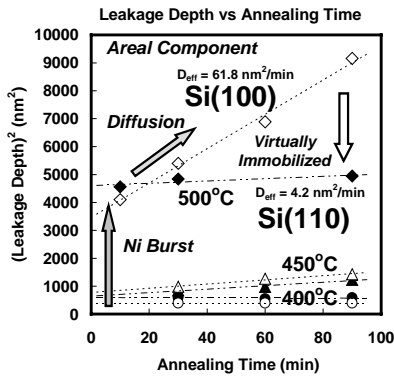 Leakage Depth vs Annealing Time
10000
Areal Component
9000
D_eff = 61.8 nm²/min
8000
Si(100)
7000
Diffusion
6000
Virtually
Immobilized
5000
500°C
D_eff = 4.2 nm²/min
4000
Si(110)
3000
Ni Burst
2000
450°C
1000
400°C
0
0 20 40 60 80 100
Annealing Time (min)
(Leakage Depth)² (nm²)